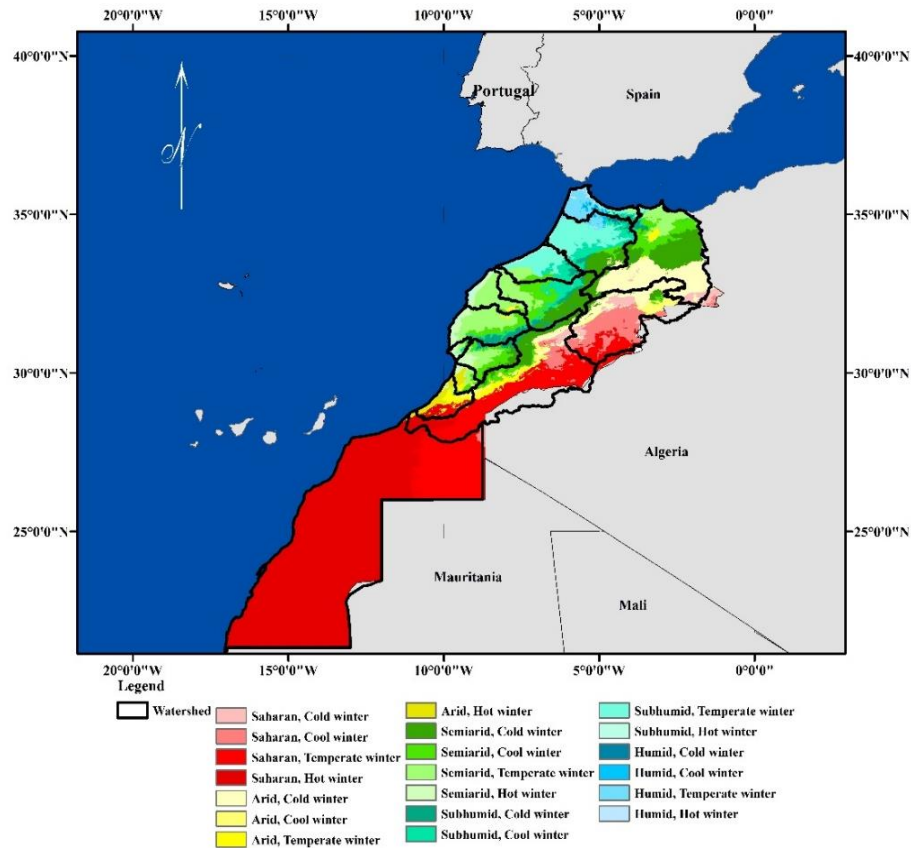 20°0'0"W 15°0'0"W 10°0'0"W 5°0'0"W 0°0'0"
40°0'0"N 40°0'0"N
Portugal Spain
N
35°0'0"N 35°0'0"N
30°0'0"N 30°0'0"N
Algeria
25°0'0"N 25°0'0"N
Mauritania
Mali
20°0'0"W 15°0'0"W 10°0'0"W 5°0'0"W 0°0'0"
Legend
Watershed
Saharan, Cold winter
Saharan, Cool winter
Saharan, Temperate winter
Saharan, Hot winter
Arid, Cold winter
Arid, Cool winter
Arid, Temperate winter
Arid, Hot winter
Semiarid, Cold winter
Semiarid, Cool winter
Semiarid, Temperate winter
Semiarid, Hot winter
Subhumid, Cold winter
Subhumid, Cool winter
Subhumid, Temperate winter
Subhumid, Hot winter
Humid, Cold winter
Humid, Cool winter
Humid, Temperate winter
Humid, Hot winter